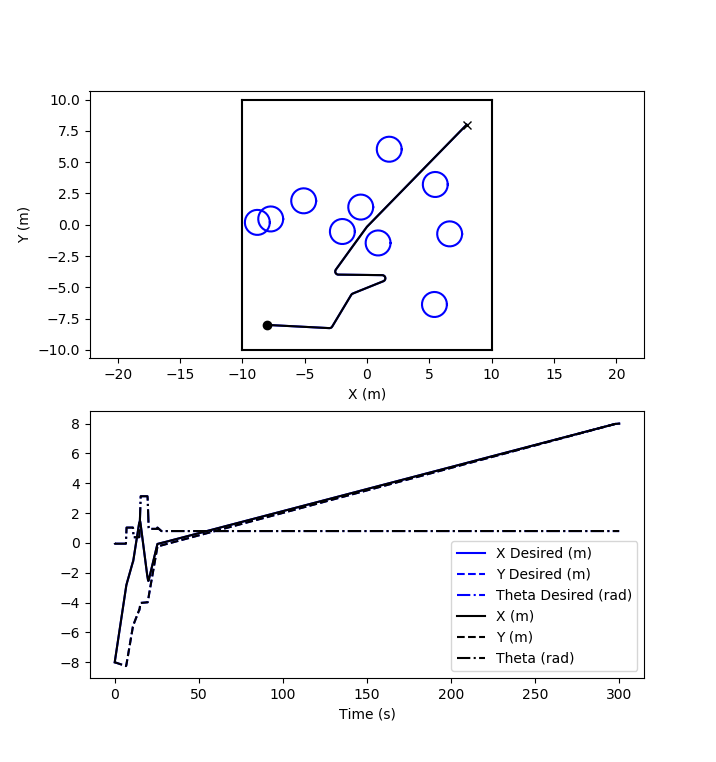 10.0
7.5
5.0
2.5
0.0
−2.5
−5.0
−7.5
−10.0
Y (m)
−20 −15 −10 −5 0 5 10 15 20
X (m)
8
6
4
2
0
−2
−4
−6
−8
X Desired (m)
Y Desired (m)
Theta Desired (rad)
X (m)
Y (m)
Theta (rad)
0 50 100 150 200 250 300
Time (s)